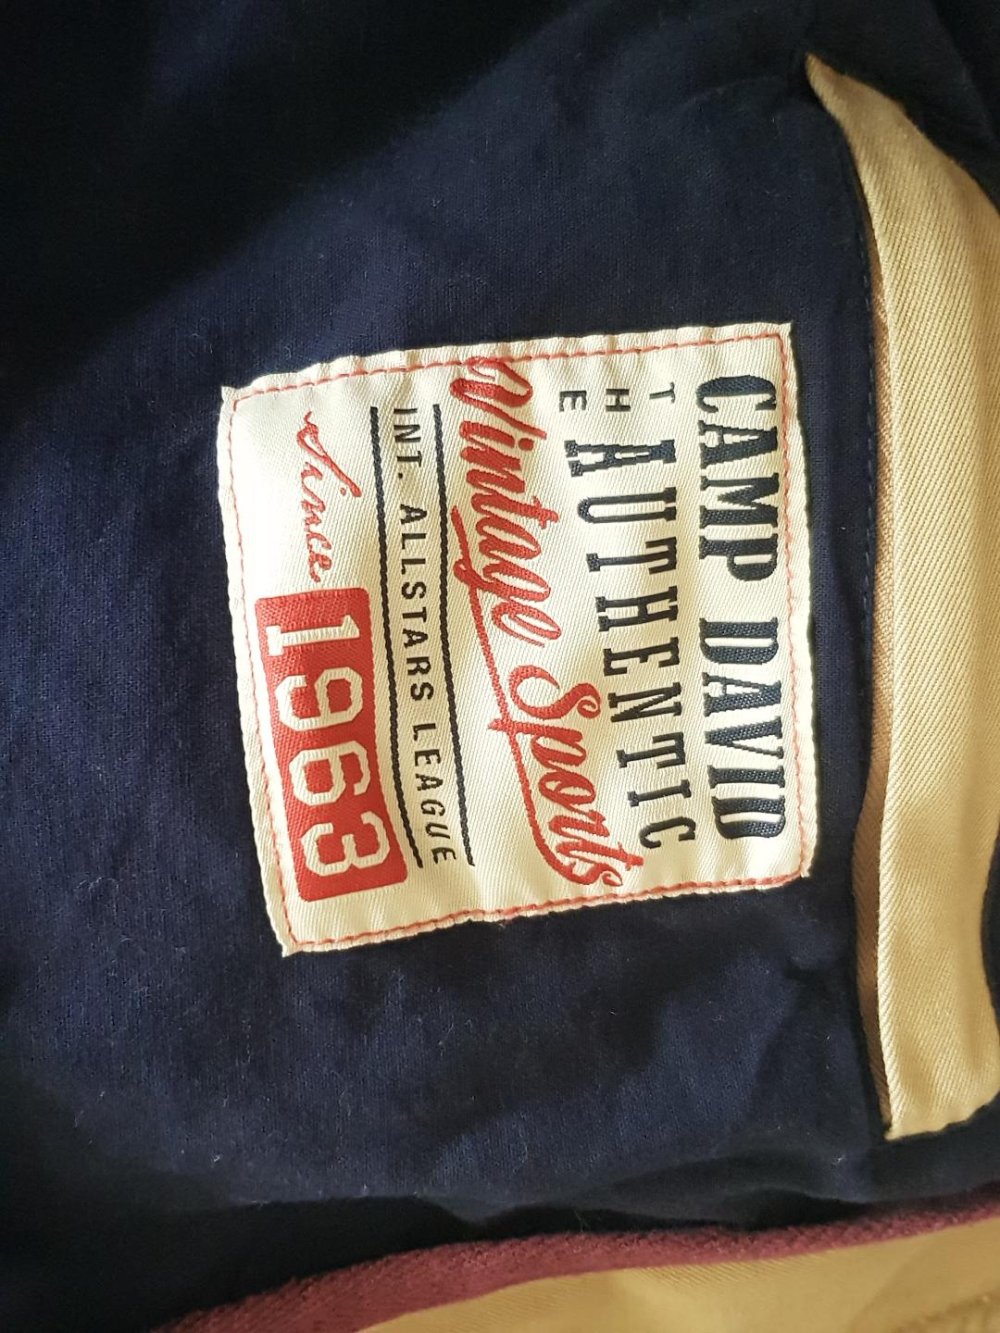 CAMP DAVID
THE AUTHENTIC
Vintage Sports
INT. ALLSTARS LEAGUE
Since 1963